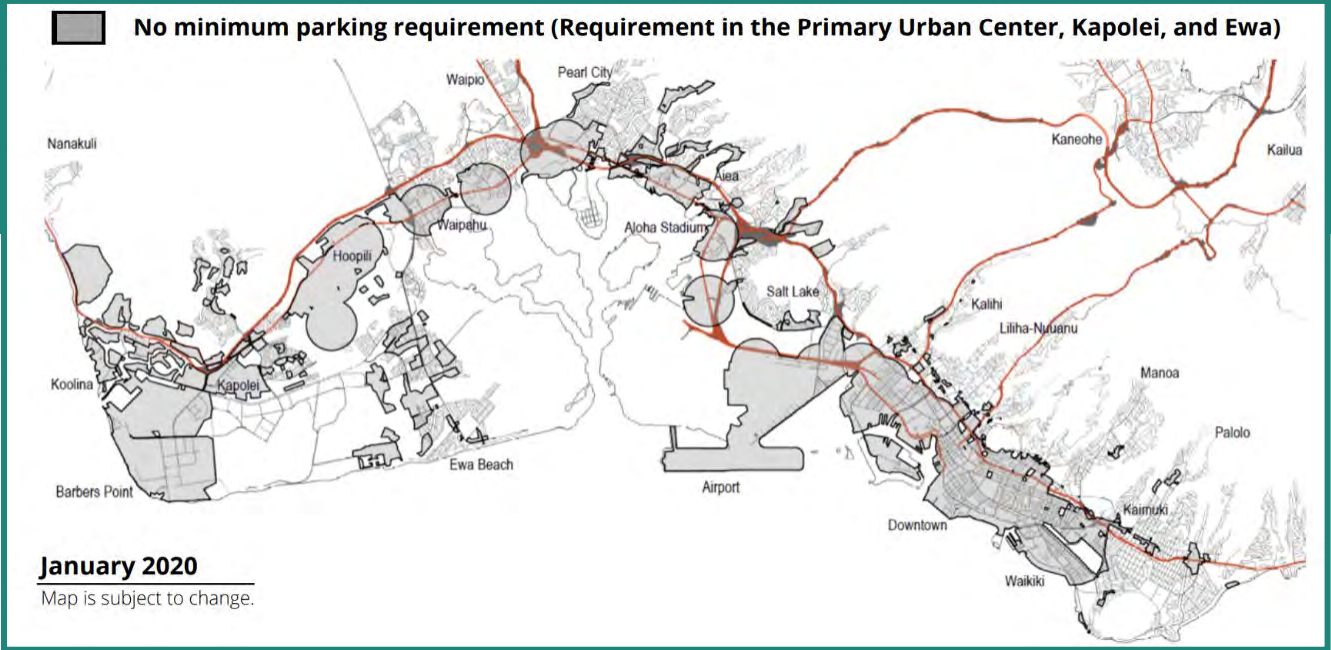 No minimum parking requirement (Requirement in the Primary Urban Center, Kapolei, and Ewa)
Waipio
Pearl City
Nanakuli
Kaneohe
Kailua
Aiea
Waipahu
Aloha Stadium
Hoopili
Salt Lake
Kalihi
Liliha-Nuuanu
Koolina
Kapolei
Manoa
Palolo
Ewa Beach
Barbers Point
Airport
Kaimuki
Downtown
Waikiki
January 2020
Map is subject to change.